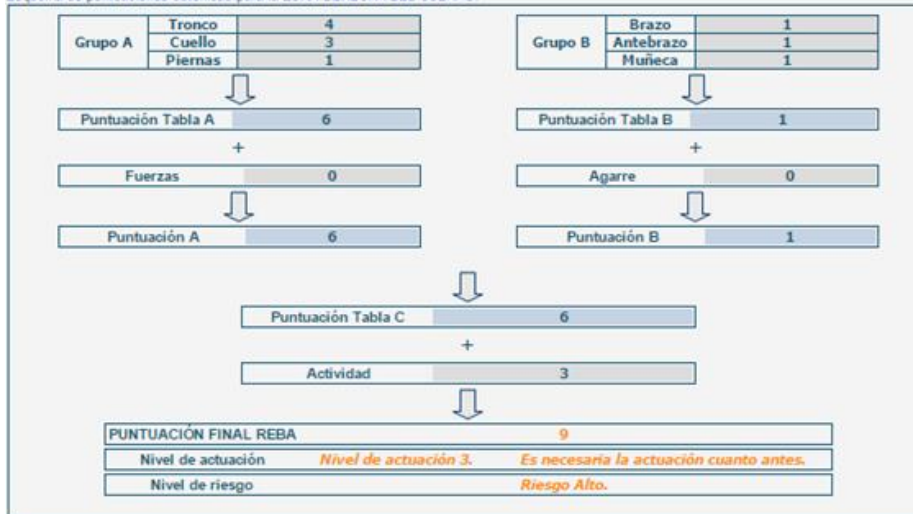 Grupo A Tronco 4 Grupo B Brazo 1
Cuello 3 Antebrazo 1
Piernas 1 Muñeca 1
Puntuación Tabla A 6 Puntuación Tabla B 1
+ +
Fuerzas 0 Agarre 0
Puntuación A 6 Puntuación B 1
Puntuación Tabla C 6
+
Actividad 3
PUNTUACIÓN FINAL REBA 9
Nivel de actuación Nivel de actuación 3. Es necesaria la actuación cuanto antes.
Nivel de riesgo Riesgo Alto.